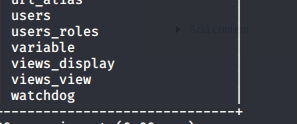 users
users_roles
variable
views_display
views_view
watchdog